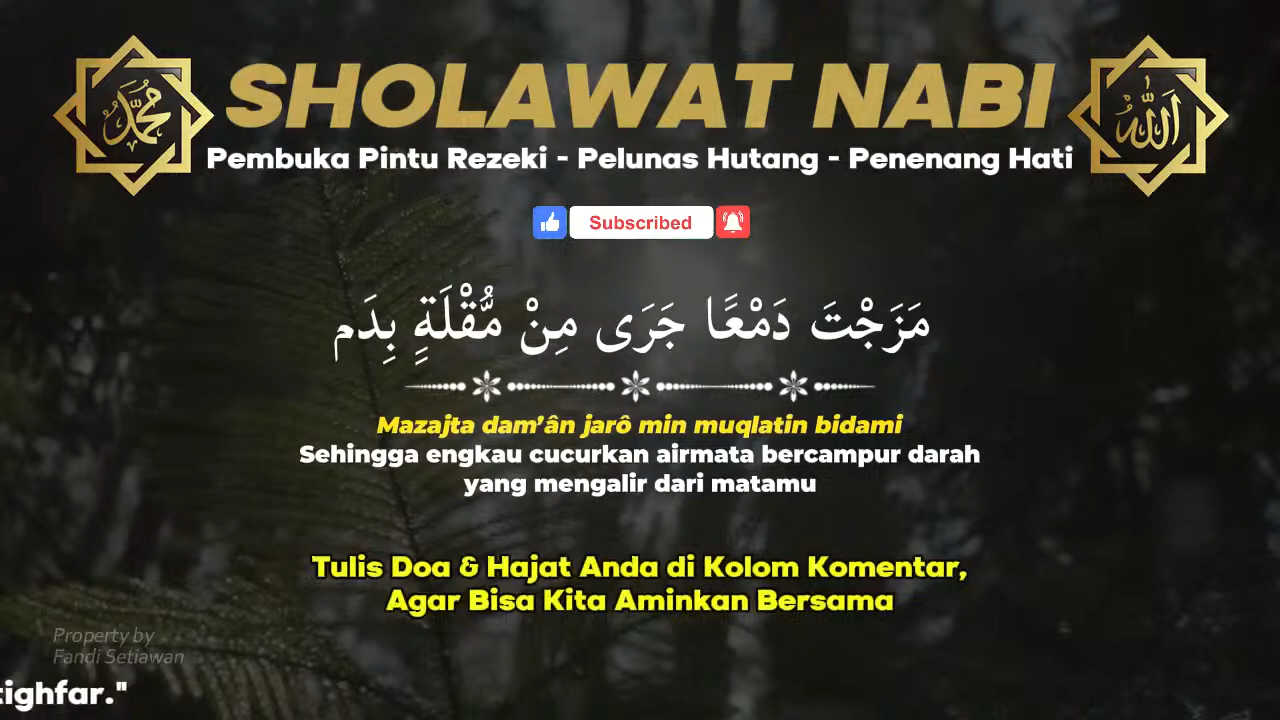 محمد
الله
SHOLAWAT NABI
Pembuka Pintu Rezeki - Pelunas Hutang - Penenang Hati
Subscribed
مَزَجْتَ دَمْعًا جَرَى مِنْ مُّقْلَةٍ بِدَم
Mazajta dam’ân jarô min muqlatin bidami
Sehingga engkau cucurkan airmata bercampur darah
yang mengalir dari matamu
Tulis Doa & Hajat Anda di Kolom Komentar,
Agar Bisa Kita Aminkan Bersama
Property by
Fandi Setiawan
tighfar."